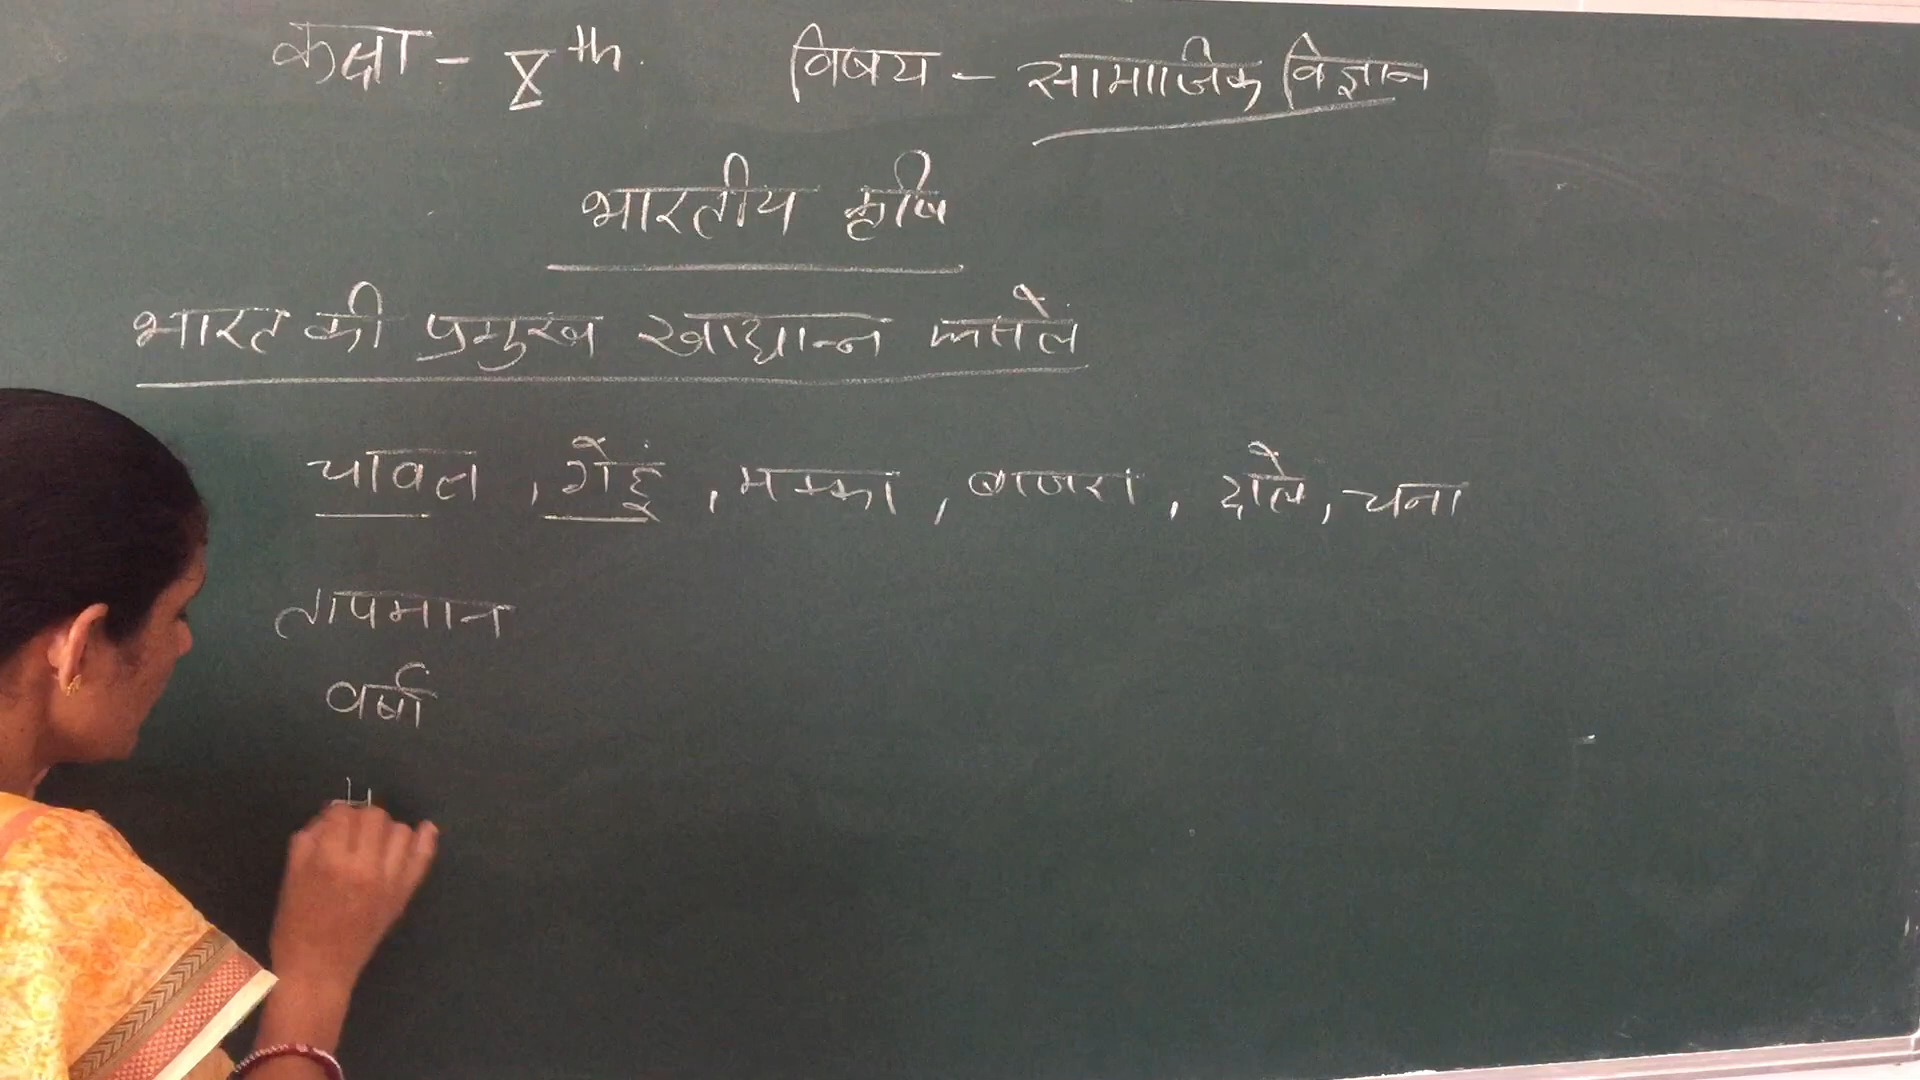 कक्षा - X th. विषय - सामाजिक विज्ञान
भारतीय कृषि
भारत की प्रमुख खाद्यान्न फसलें
चावल , गेहूं , मक्का , बाजरा , दालें , चना
तापमान
वर्षा